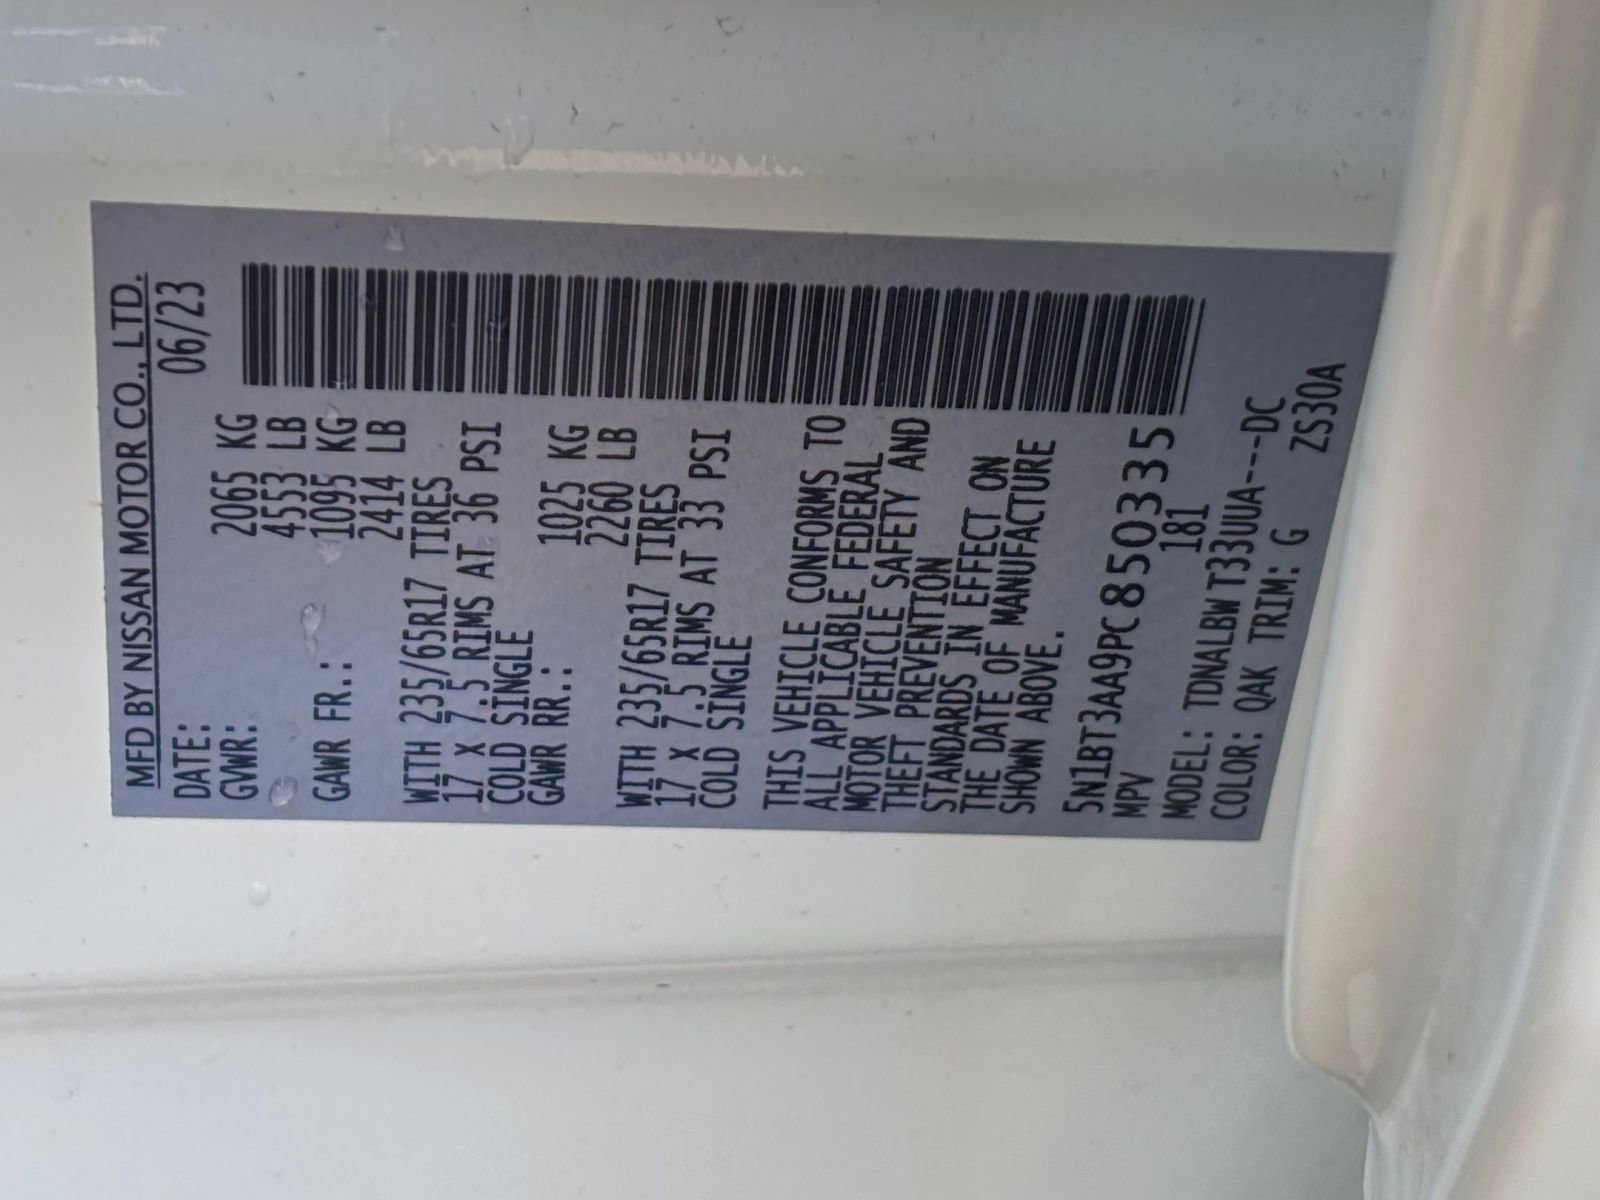 MFD BY NISSAN MOTOR CO., LTD.
DATE: 06/23
GVWR: 2065 KG
4553 LB
GAWR FR.: 1095 KG
2414 LB
WITH 235/65R17 TIRES
17 X 7.5 RIMS AT 36 PSI
COLD SINGLE
GAWR RR.: 1025 KG
2260 LB
WITH 235/65R17 TIRES
17 X 7.5 RIMS AT 33 PSI
COLD SINGLE
THIS VEHICLE CONFORMS TO
ALL APPLICABLE FEDERAL
MOTOR VEHICLE SAFETY AND
THEFT PREVENTION
STANDARDS IN EFFECT ON
THE DATE OF MANUFACTURE
SHOWN ABOVE.
5N1BT3AA9PC850335
MPV 181
MODEL: TDNALBW T33UUA---DC
COLOR: QAK TRIM: G ZS30A